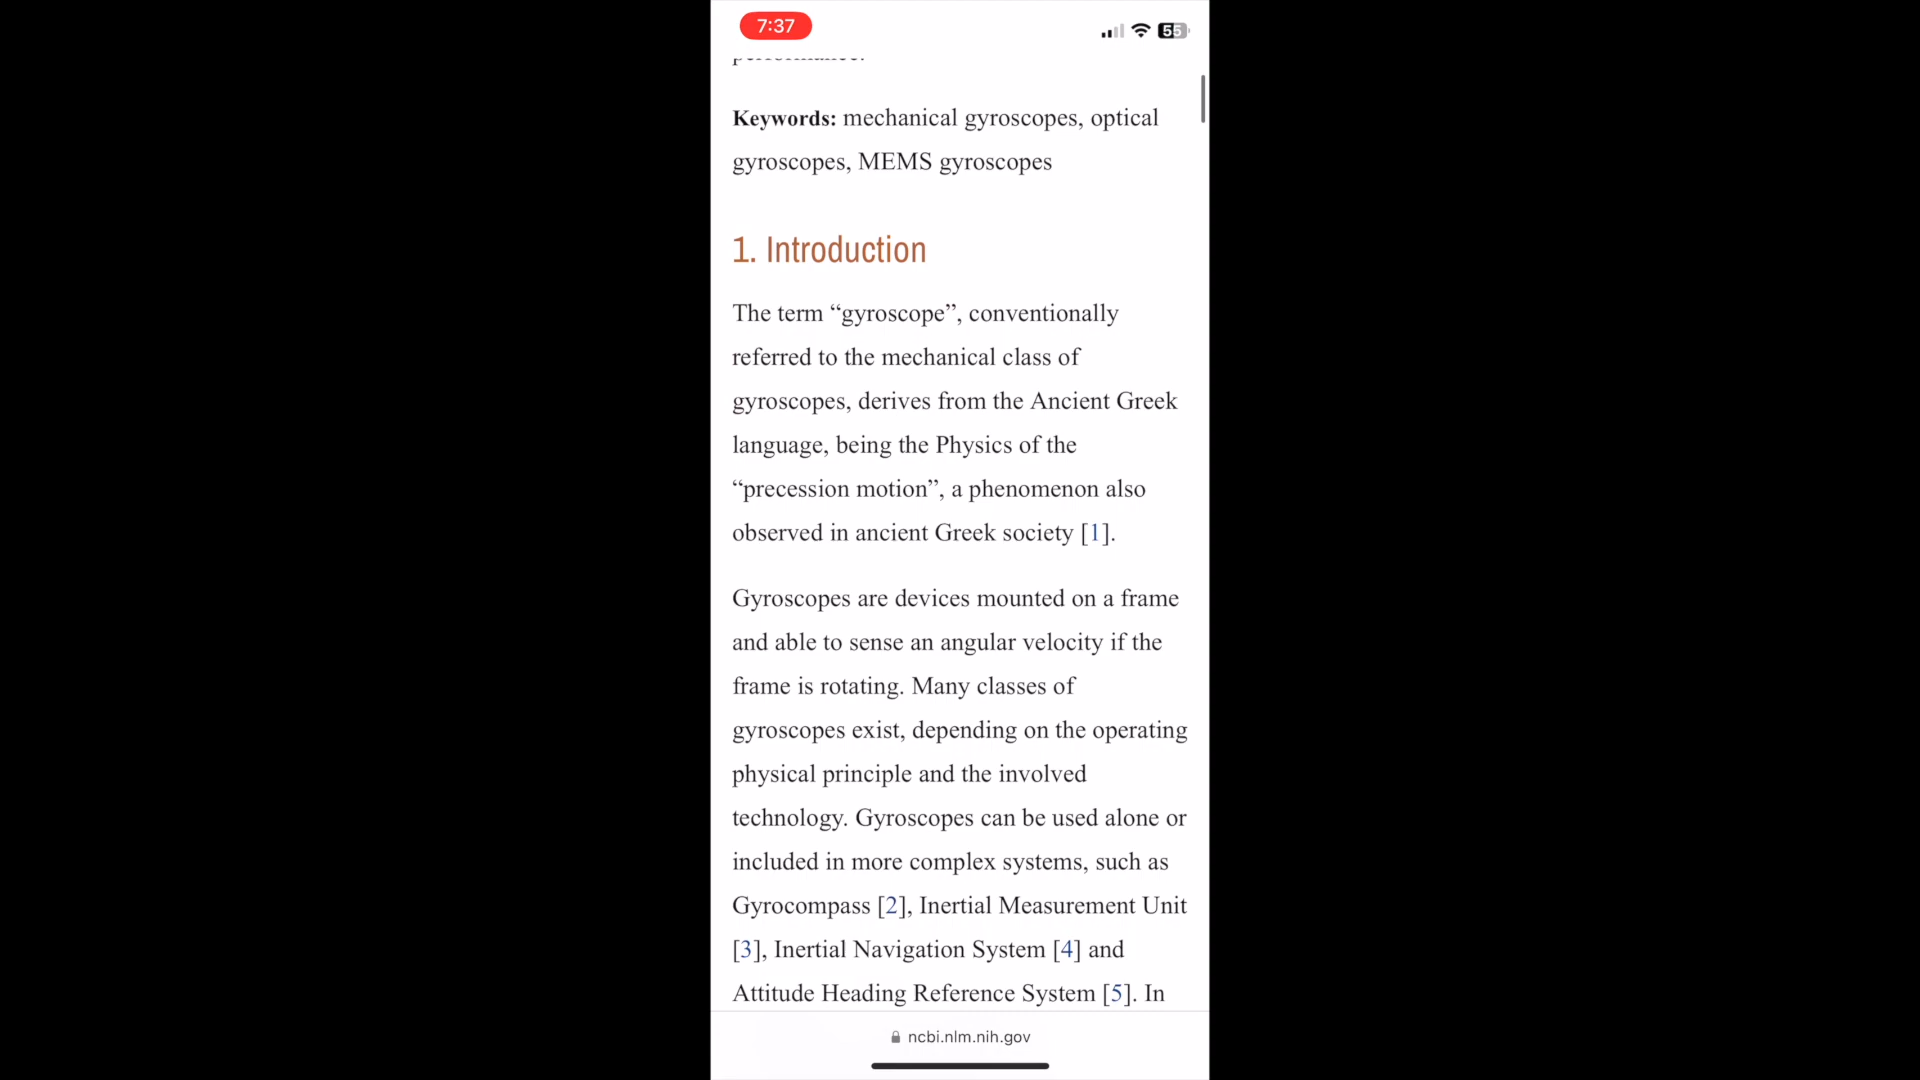 7:37
55
performance.
Keywords: mechanical gyroscopes, optical
gyroscopes, MEMS gyroscopes
1. Introduction
The term “gyroscope”, conventionally
referred to the mechanical class of
gyroscopes, derives from the Ancient Greek
language, being the Physics of the
“precession motion”, a phenomenon also
observed in ancient Greek society [1].
Gyroscopes are devices mounted on a frame
and able to sense an angular velocity if the
frame is rotating. Many classes of
gyroscopes exist, depending on the operating
physical principle and the involved
technology. Gyroscopes can be used alone or
included in more complex systems, such as
Gyrocompass [2], Inertial Measurement Unit
[3], Inertial Navigation System [4] and
Attitude Heading Reference System [5]. In
ncbi.nlm.nih.gov